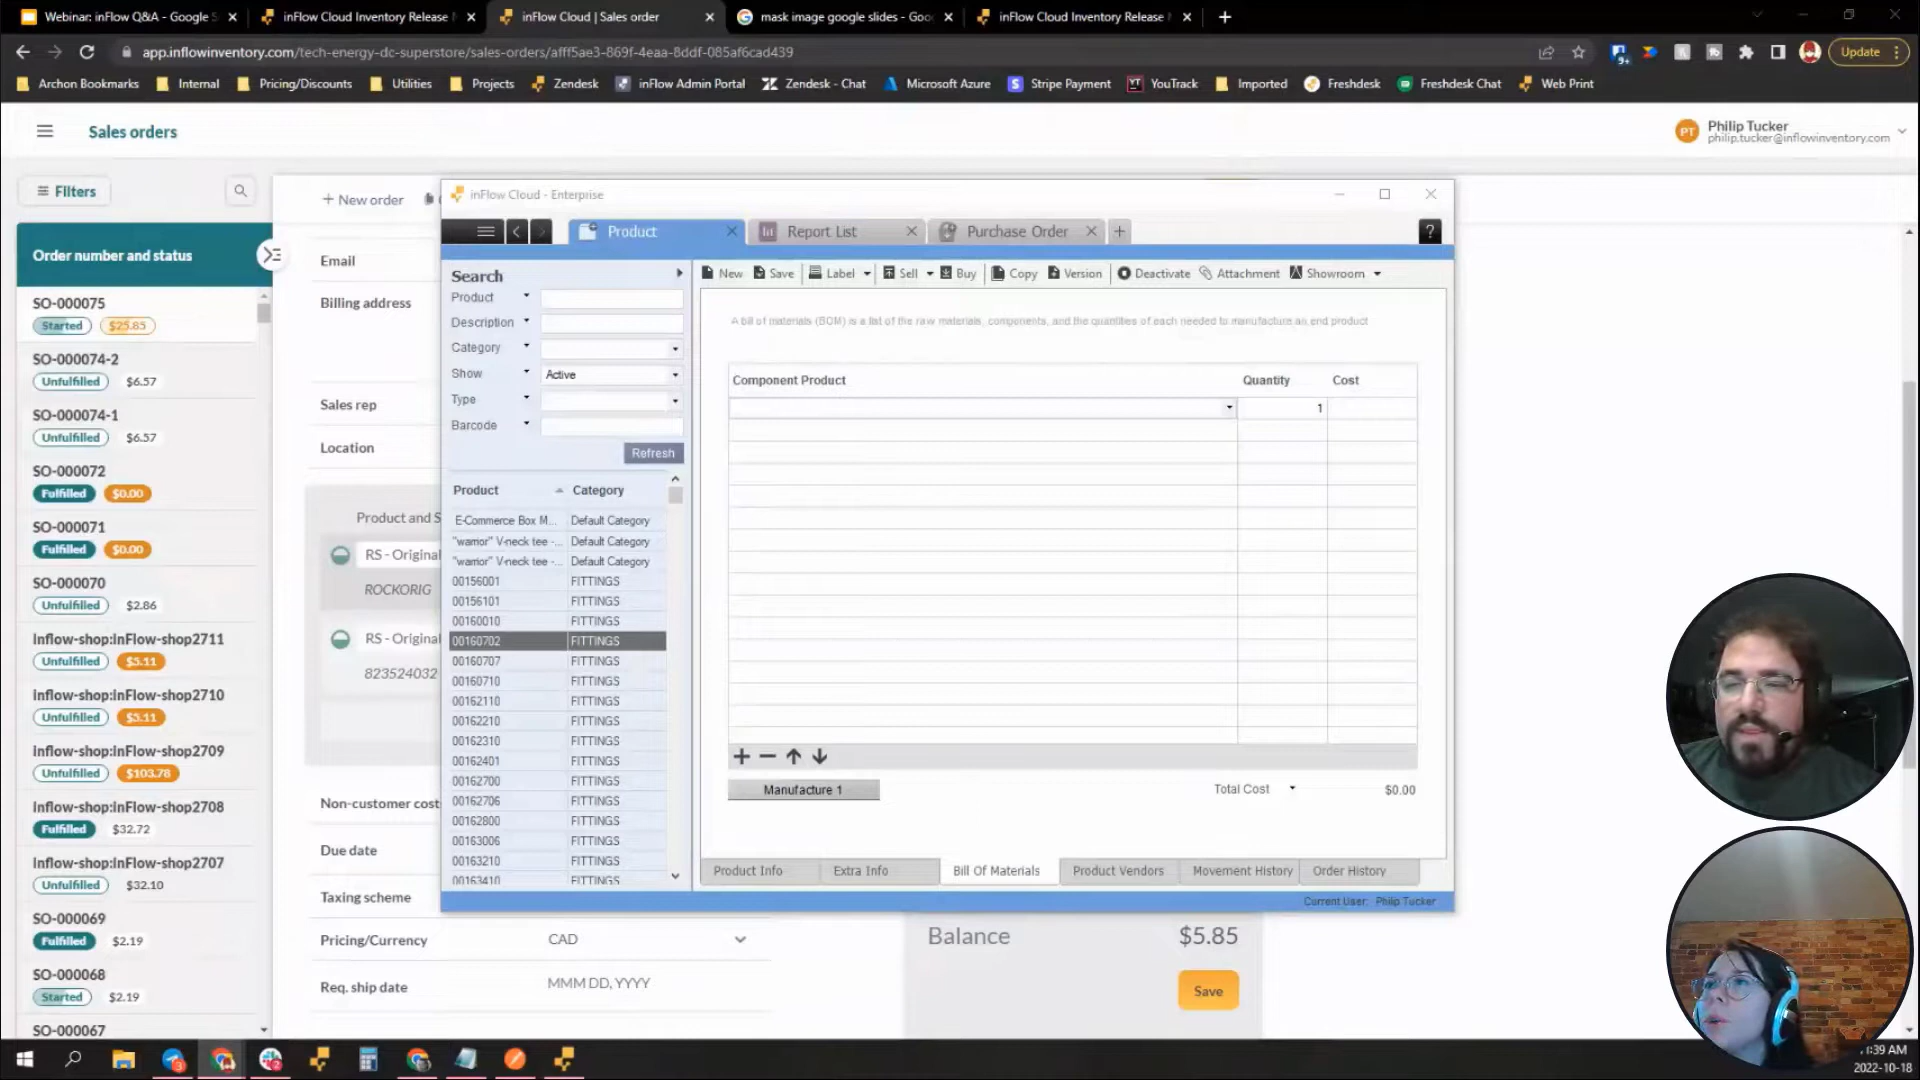 Webinar: inFlow Q&A - Google S
inFlow Cloud Inventory Release
inFlow Cloud | Sales order
mask image google slides - Goo
inFlow Cloud Inventory Release
app.inflowinventory.com/tech-energy-dc-superstore/sales-orders/afff5ae3-869f-4eaa-8ddf-085af6cad439
9+
Update
Archon Bookmarks
Internal
Pricing/Discounts
Utilities
Projects
Zendesk
inFlow Admin Portal
Zendesk - Chat
Microsoft Azure
Stripe Payment
YouTrack
Imported
Freshdesk
Freshdesk Chat
Web Print
Sales orders
PT
Philip Tucker
philip.tucker@inflowinventory.com
Filters
Order number and status
SO-000075
Started $25.85
SO-000074-2
Unfulfilled $6.57
SO-000074-1
Unfulfilled $6.57
SO-000072
Fulfilled $0.00
SO-000071
Fulfilled $0.00
SO-000070
Unfulfilled $2.86
inflow-shop:InFlow-shop2711
Unfulfilled $5.11
inflow-shop:InFlow-shop2710
Unfulfilled $5.11
inflow-shop:InFlow-shop2709
Unfulfilled $103.78
inflow-shop:InFlow-shop2708
Fulfilled $32.72
inflow-shop:InFlow-shop2707
Unfulfilled $32.10
SO-000069
Fulfilled $2.19
SO-000068
Started $2.19
SO-000067
+ New order
Email
Billing address
Sales rep
Location
Product and S
RS - Original
ROCKORIG
RS - Original
823524032
Non-customer cost
Due date
Taxing scheme
Pricing/Currency CAD
Req. ship date MMM DD, YYYY
Balance $5.85
Save
inFlow Cloud - Enterprise
Product
Report List
Purchase Order
?
Search
Product
Description
Category
Show Active
Type
Barcode
Refresh
Product Category
E-Commerce Box M... Default Category
"warrior" V-neck tee -... Default Category
"warrior" V-neck tee -... Default Category
00156001 FITTINGS
00156101 FITTINGS
00160010 FITTINGS
00160702 FITTINGS
00160707 FITTINGS
00160710 FITTINGS
00162110 FITTINGS
00162210 FITTINGS
00162310 FITTINGS
00162401 FITTINGS
00162700 FITTINGS
00162706 FITTINGS
00162800 FITTINGS
00163006 FITTINGS
00163210 FITTINGS
00163410 FITTINGS
New Save Label Sell Buy Copy Version Deactivate Attachment Showroom
A bill of materials (BOM) is a list of the raw materials, components, and the quantities of each needed to manufacture an end product
Component Product Quantity Cost
1
Manufacture 1
Total Cost $0.00
Product Info
Extra Info
Bill Of Materials
Product Vendors
Movement History
Order History
Current User: Philip Tucker
:39 AM
2022-10-18